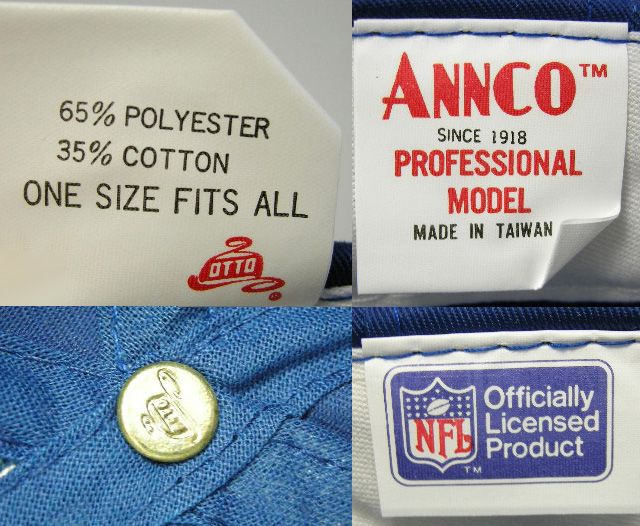 65% POLYESTER
35% COTTON
ONE SIZE FITS ALL
OTTO
ANNCO™
SINCE 1918
PROFESSIONAL
MODEL
MADE IN TAIWAN
NFL
TM
Officially
Licensed
Product